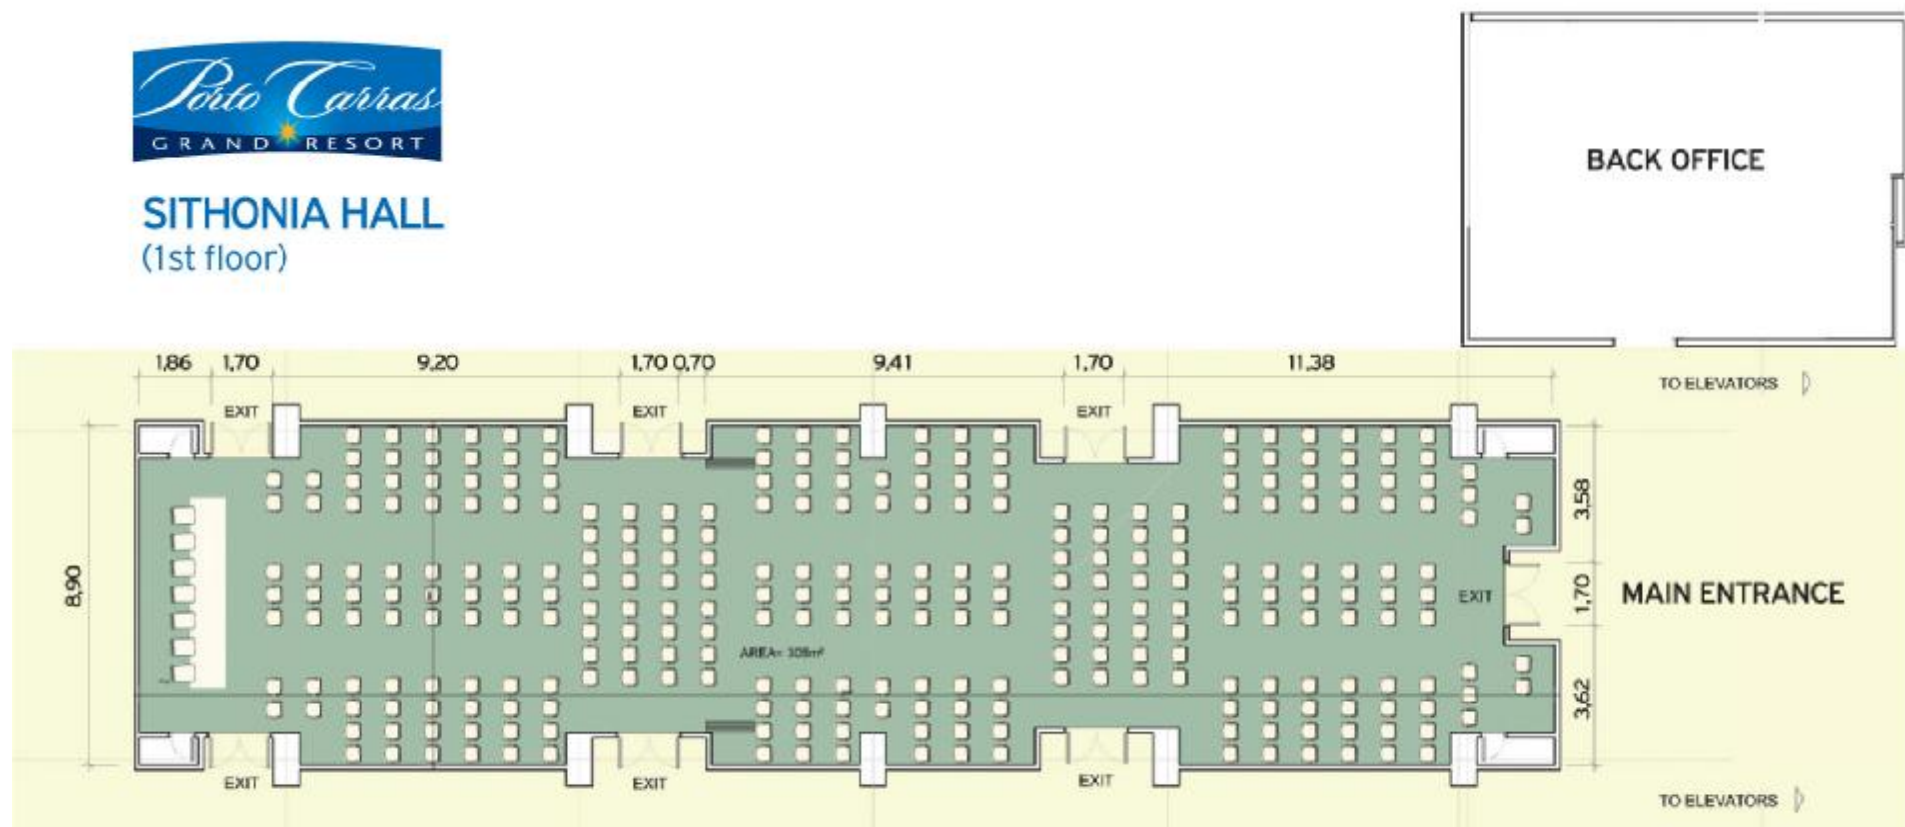 Porto Carras
GRAND RESORT
SITHONIA HALL
(1st floor)
BACK OFFICE
1,86 1,70 9,20 1,70 0,70 9,41 1,70 11,38
TO ELEVATORS
EXIT EXIT EXIT
3,58
8,90
EXIT
1,70
MAIN ENTRANCE
3,62
EXIT EXIT EXIT
TO ELEVATORS